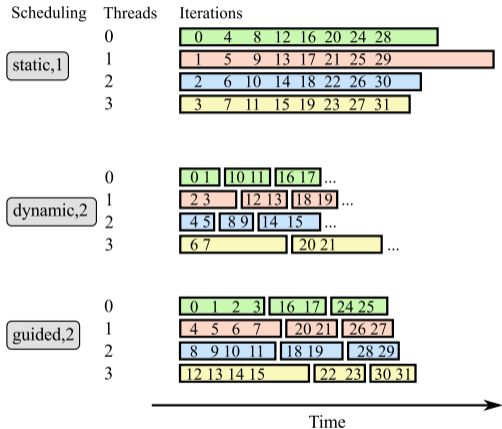 Scheduling Threads Iterations
0 0 4 8 12 16 20 24 28
static,1 1 1 5 9 13 17 21 25 29
2 2 6 10 14 18 22 26 30
3 3 7 11 15 19 23 27 31
0 0 1 10 11 16 17 ...
1 2 3 12 13 18 19 ...
dynamic,2 2 4 5 8 9 14 15 ...
3 6 7 20 21 ...
0 0 1 2 3 16 17 24 25
1 4 5 6 7 20 21 26 27
guided,2 2 8 9 10 11 18 19 28 29
3 12 13 14 15 22 23 30 31
Time